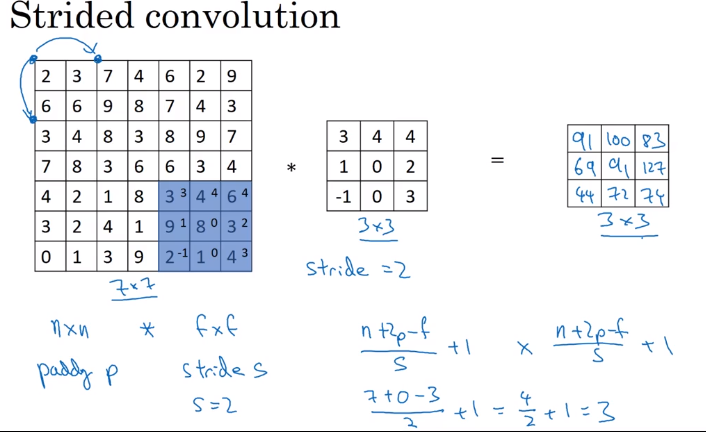 Strided convolution
2 3 7 4 6 2 9
6 6 9 8 7 4 3
3 4 8 3 8 9 7
7 8 3 6 6 3 4
4 2 1 8 3 3 4 4 6 4
3 2 4 1 9 1 8 0 3 2
0 1 3 9 2 -1 1 0 4 3
7×7
*
3 4 4
1 0 2
-1 0 3
3×3
stride = 2
=
91 100 83
69 91 127
44 72 74
3×3
n×n * f×f
padding p stride s
s=2
(n+2p-f)/s +1 × (n+2p-f)/s +1
(7+0-3)/2 +1 = 4/2 +1 = 3